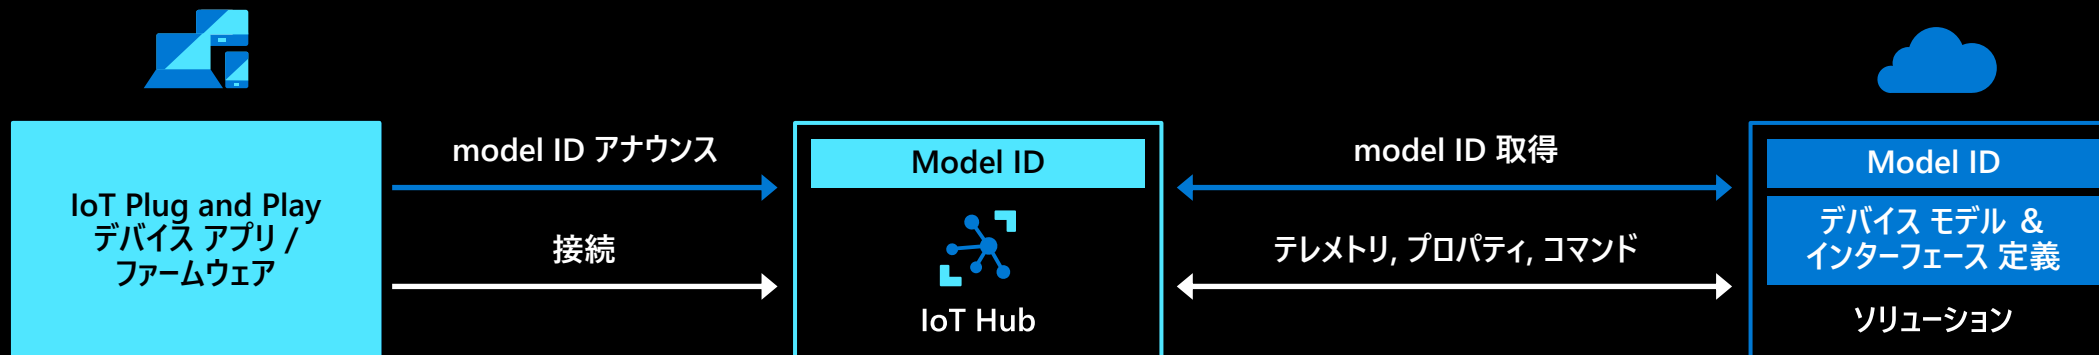 IoT Plug and Play
デバイス アプリ /
ファームウェア
model ID アナウンス
接続
Model ID
IoT Hub
model ID 取得
テレメトリ, プロパティ, コマンド
Model ID
デバイス モデル &
インターフェース 定義
ソリューション